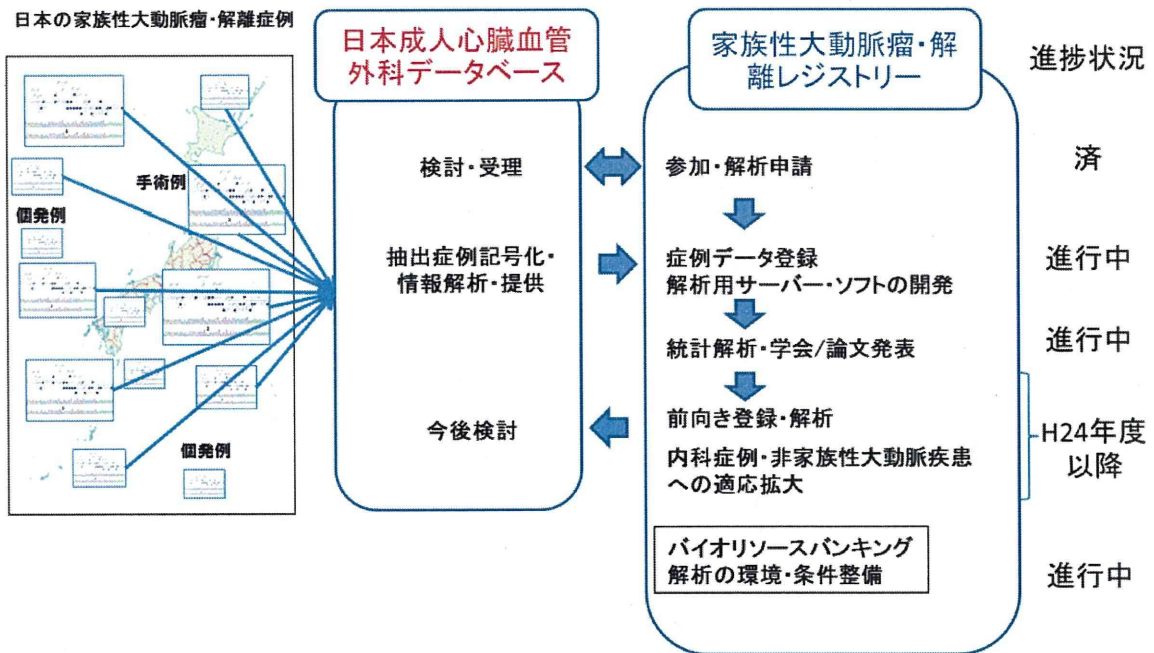 日本の家族性大動脈瘤・解離症例
手術例
個発例
個発例
日本成人心臓血管
外科データベース
検討・受理
抽出症例記号化・
情報解析・提供
今後検討
家族性大動脈瘤・解
離レジストリー
参加・解析申請
症例データ登録
解析用サーバー・ソフトの開発
統計解析・学会/論文発表
前向き登録・解析
内科症例・非家族性大動脈疾患
への適応拡大
バイオリソースバンキング
解析の環境・条件整備
進捗状況
済
進行中
進行中
H24年度
以降
進行中